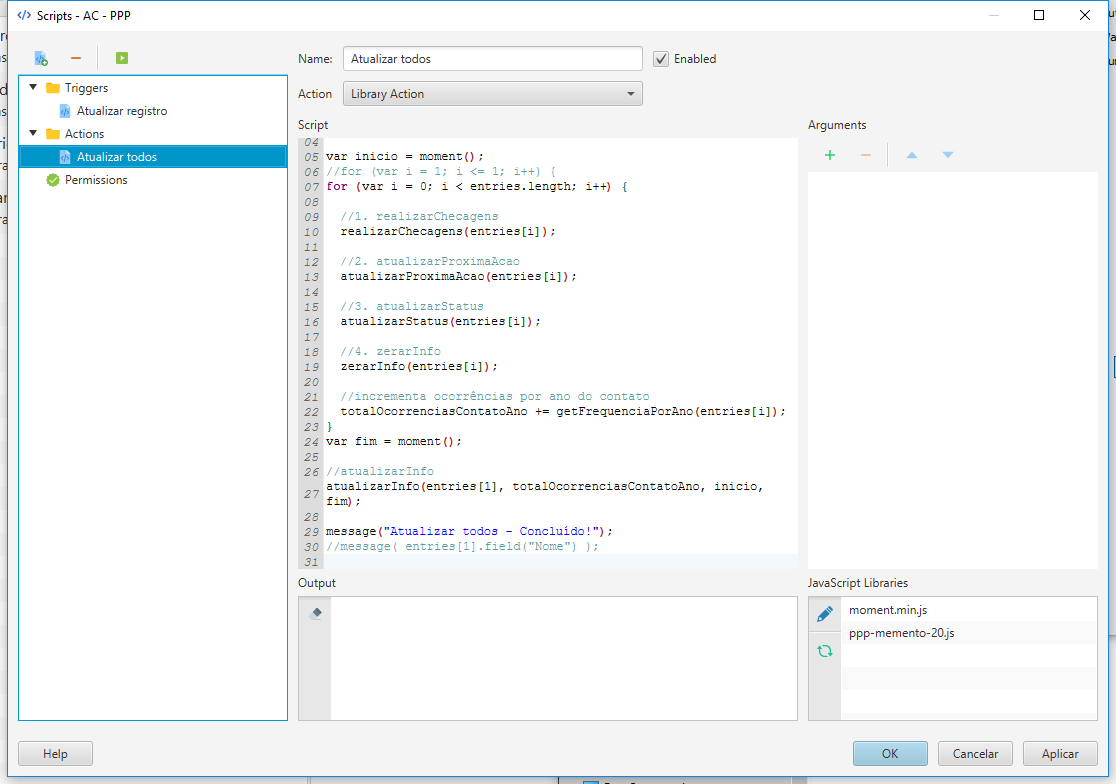 Scripts - AC - PPP
Name:
Atualizar todos
Enabled
Triggers
Atualizar registro
Actions
Atualizar todos
Permissions
Action
Library Action
Script
04
05 var inicio = moment();
06 //for (var i = 1; i <= 1; i++) {
07 for (var i = 0; i < entries.length; i++) {
08
09 //1. realizarChecagens
10 realizarChecagens(entries[i]);
11
12 //2. atualizarProximaAcao
13 atualizarProximaAcao(entries[i]);
14
15 //3. atualizarStatus
16 atualizarStatus(entries[i]);
17
18 //4. zerarInfo
19 zerarInfo(entries[i]);
20
21 //incrementa ocorrências por ano do contato
22 totalOcorrenciasContatoAno += getFrequenciaPorAno(entries[i]);
23 }
24 var fim = moment();
25
26 //atualizarInfo
27 atualizarInfo(entries[1], totalOcorrenciasContatoAno, inicio,
fim);
28
29 message("Atualizar todos - Concluído!");
30 //message( entries[1].field("Nome") );
31
Arguments
Output
JavaScript Libraries
moment.min.js
ppp-memento-20.js
Help
OK
Cancelar
Aplicar